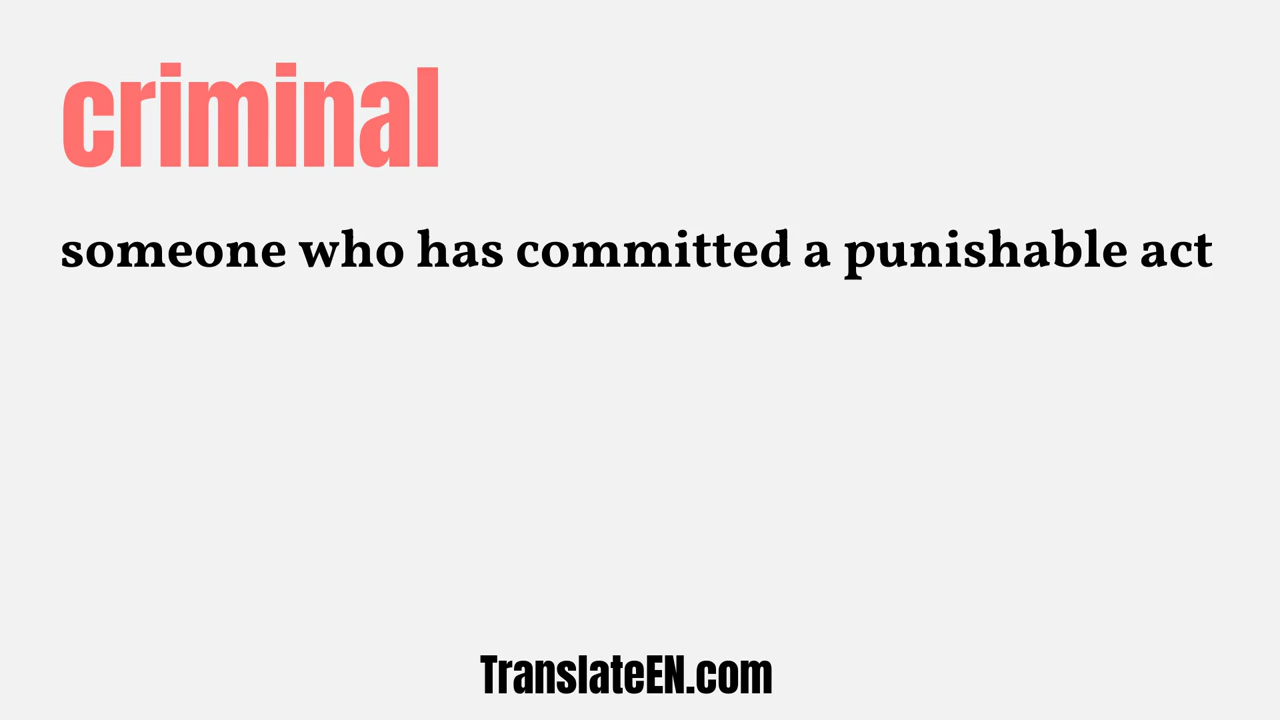 criminal
someone who has committed a punishable act
TranslateEN.com